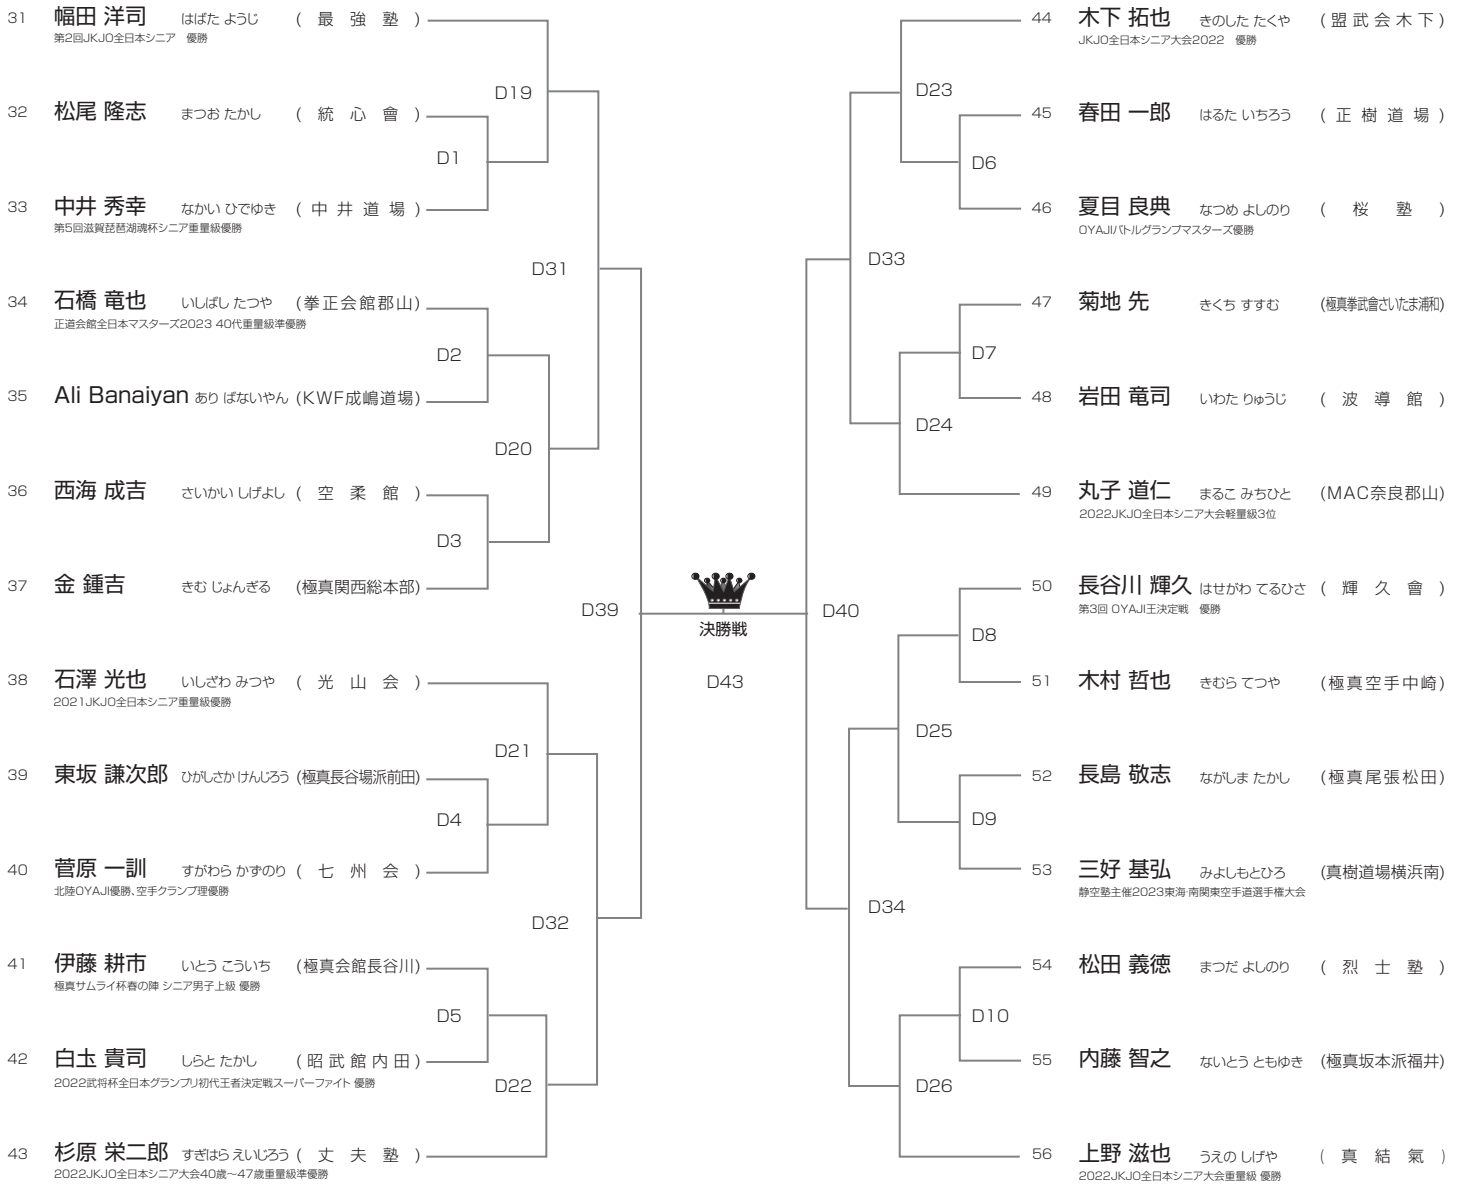 31 幅田 洋司 はばた ようじ ( 最 強 塾 )
第2回JKJO全日本シニア 優勝
D19
32 松尾 隆志 まつお たかし ( 統 心 會 )
D1
33 中井 秀幸 なかい ひでゆき ( 中 井 道 場 )
第5回滋賀琵琶湖魂杯シニア重量級優勝
D31
34 石橋 竜也 いしばし たつや (拳正会館郡山)
正道会館全日本マスターズ2023 40代重量級準優勝
D2
35 Ali Banaiyan あり ばないやん (KWF成嶋道場)
D20
36 西海 成吉 さいかい しげよし ( 空 柔 館 )
D3
37 金 鍾吉 きむ じょんぎる (極真関西総本部)
D39
38 石澤 光也 いしざわ みつや ( 光 山 会 )
2021JKJO全日本シニア重量級優勝
D21
39 東坂 謙次郎 ひがしさか けんじろう (極真長谷場派前田)
D4
40 菅原 一訓 すがわら かずのり ( 七 州 会 )
北陸OYAJI優勝、空手クランプ理優勝
D32
41 伊藤 耕市 いとう こういち (極真会館長谷川)
極真サムライ杯春の陣 シニア男子上級 優勝
D5
42 白圡 貴司 しらと たかし ( 昭 武 館 内 田 )
2022武将杯全日本グランプリ初代王者決定戦スーパーファイト 優勝
D22
43 杉原 栄二郎 すぎはら えいじろう ( 丈 夫 塾 )
2022JKJO全日本シニア大会40歳〜47歳重量級準優勝
決勝戦
D43
44 木下 拓也 きのした たくや ( 盟 武 会 木 下 )
JKJO全日本シニア大会2022 優勝
D23
45 春田 一郎 はるた いちろう ( 正 樹 道 場 )
D6
46 夏目 良典 なつめ よしのり ( 桜 塾 )
OYAJIバトルグランプマスターズ優勝
D33
47 菊地 先 きくち すすむ (極真拳武會さいたま浦和)
D7
48 岩田 竜司 いわた りゅうじ ( 波 導 館 )
D24
49 丸子 道仁 まるこ みちひと (MAC奈良郡山)
2022JKJO全日本シニア大会軽量級3位
D40
50 長谷川 輝久 はせがわ てるひさ ( 輝 久 會 )
第3回 OYAJI王決定戦 優勝
D8
51 木村 哲也 きむら てつや (極真空手中崎)
D25
52 長島 敬志 ながしま たかし (極真尾張松田)
D9
53 三好 基弘 みよしもとひろ (真樹道場横浜南)
静空塾主催2023東海・南関東空手道選手権大会
D34
54 松田 義徳 まつだ よしのり ( 烈 士 塾 )
D10
55 内藤 智之 ないとう ともゆき (極真坂本派福井)
D26
56 上野 滋也 うえの しげや ( 真 結 氣 )
2022JKJO全日本シニア大会重量級 優勝